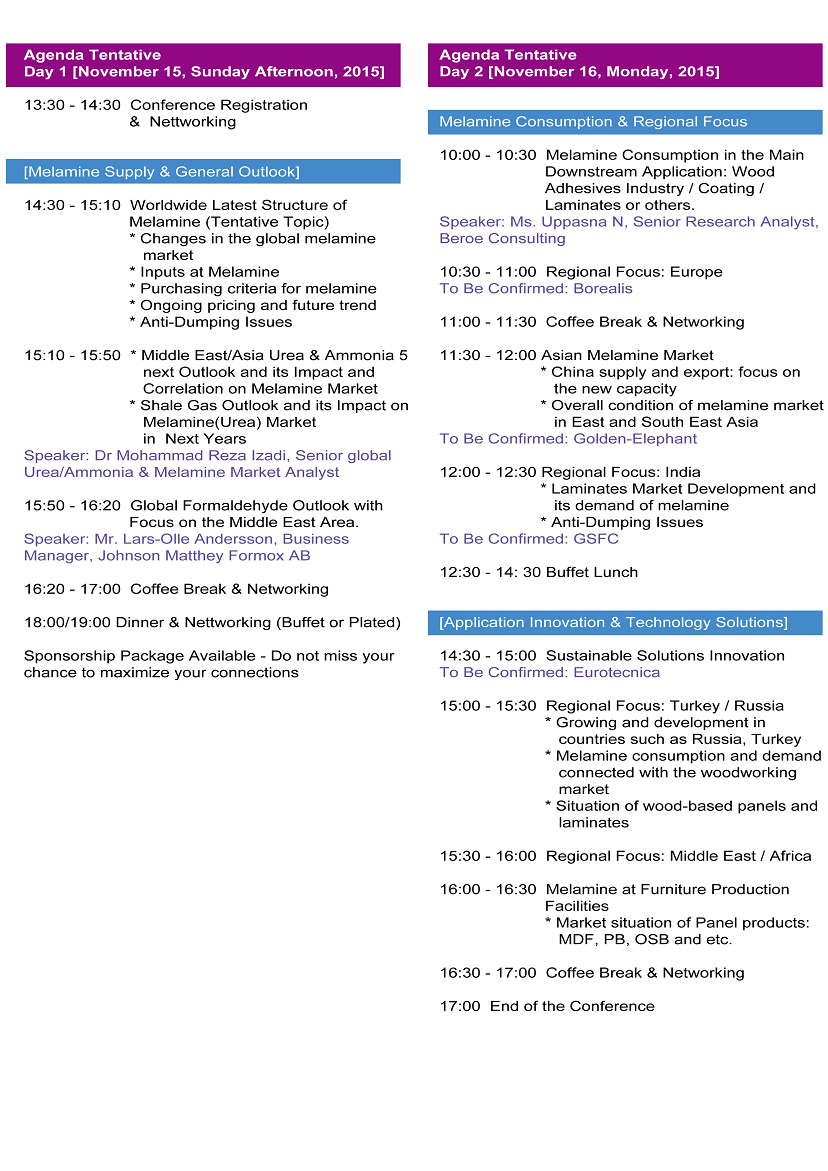 Agenda Tentative
Day 1 [November 15, Sunday Afternoon, 2015]
13:30 - 14:30 Conference Registration
& Nettworking
[Melamine Supply & General Outlook]
14:30 - 15:10 Worldwide Latest Structure of
Melamine (Tentative Topic)
* Changes in the global melamine
market
* Inputs at Melamine
* Purchasing criteria for melamine
* Ongoing pricing and future trend
* Anti-Dumping Issues
15:10 - 15:50 * Middle East/Asia Urea & Ammonia 5
next Outlook and its Impact and
Correlation on Melamine Market
* Shale Gas Outlook and its Impact on
Melamine(Urea) Market
in Next Years
Speaker: Dr Mohammad Reza Izadi, Senior global
Urea/Ammonia & Melamine Market Analyst
15:50 - 16:20 Global Formaldehyde Outlook with
Focus on the Middle East Area.
Speaker: Mr. Lars-Olle Andersson, Business
Manager, Johnson Matthey Formox AB
16:20 - 17:00 Coffee Break & Networking
18:00/19:00 Dinner & Nettworking (Buffet or Plated)
Sponsorship Package Available - Do not miss your
chance to maximize your connections
Agenda Tentative
Day 2 [November 16, Monday, 2015]
Melamine Consumption & Regional Focus
10:00 - 10:30 Melamine Consumption in the Main
Downstream Application: Wood
Adhesives Industry / Coating /
Laminates or others.
Speaker: Ms. Uppasna N, Senior Research Analyst,
Beroe Consulting
10:30 - 11:00 Regional Focus: Europe
To Be Confirmed: Borealis
11:00 - 11:30 Coffee Break & Networking
11:30 - 12:00 Asian Melamine Market
* China supply and export: focus on
the new capacity
* Overall condition of melamine market
in East and South East Asia
To Be Confirmed: Golden-Elephant
12:00 - 12:30 Regional Focus: India
* Laminates Market Development and
its demand of melamine
* Anti-Dumping Issues
To Be Confirmed: GSFC
12:30 - 14: 30 Buffet Lunch
[Application Innovation & Technology Solutions]
14:30 - 15:00 Sustainable Solutions Innovation
To Be Confirmed: Eurotecnica
15:00 - 15:30 Regional Focus: Turkey / Russia
* Growing and development in
countries such as Russia, Turkey
* Melamine consumption and demand
connected with the woodworking
market
* Situation of wood-based panels and
laminates
15:30 - 16:00 Regional Focus: Middle East / Africa
16:00 - 16:30 Melamine at Furniture Production
Facilities
* Market situation of Panel products:
MDF, PB, OSB and etc.
16:30 - 17:00 Coffee Break & Networking
17:00 End of the Conference